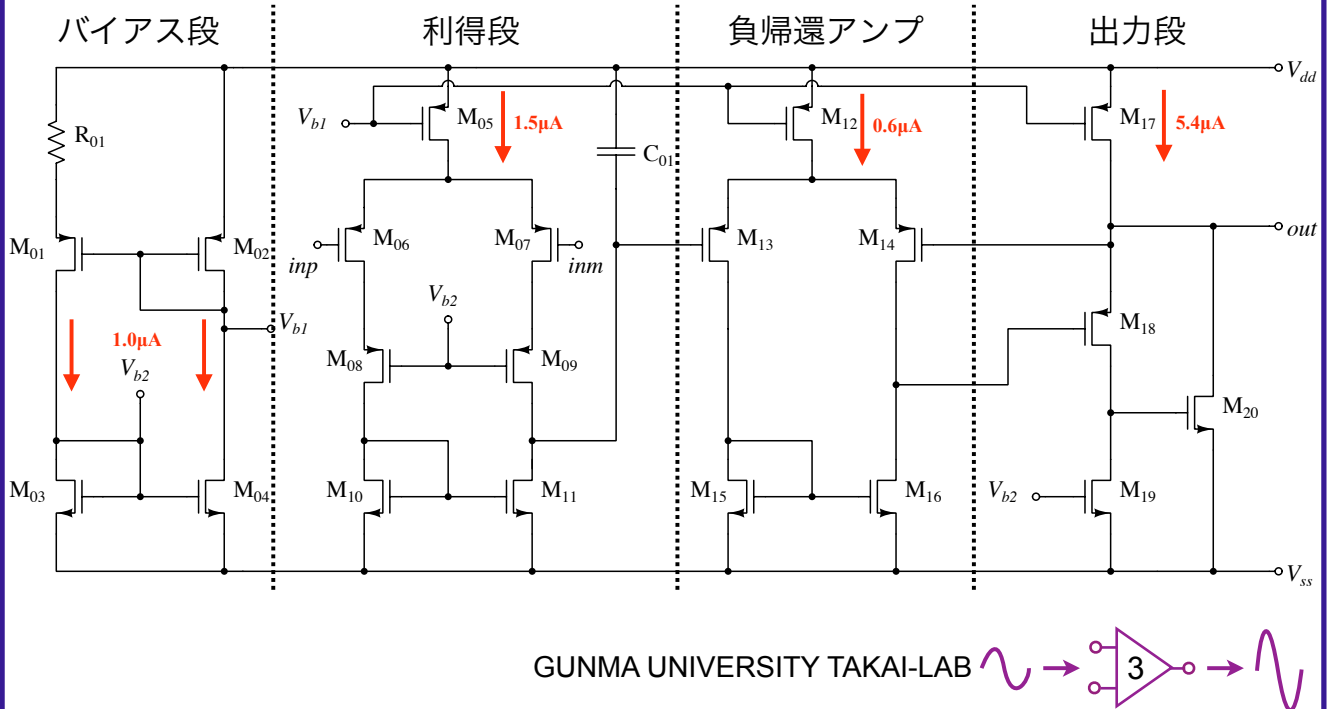 バイアス段
利得段
負帰還アンプ
出力段
Vdd
R01
Vb1
M05
1.5μA
M12
0.6μA
M17
5.4μA
C01
M01
M02
M06
M07
M13
M14
out
inp
inm
Vb2
Vb1
1.0μA
Vb2
M08
M09
M18
M20
M03
M04
M10
M11
M15
M16
Vb2
M19
Vss
GUNMA UNIVERSITY TAKAI-LAB
3